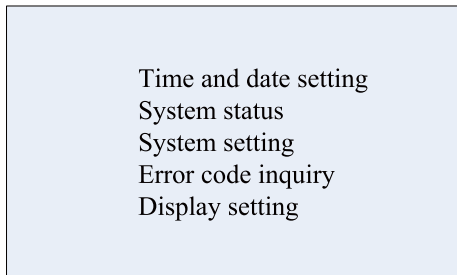 Time and date setting
System status
System setting
Error code inquiry
Display setting